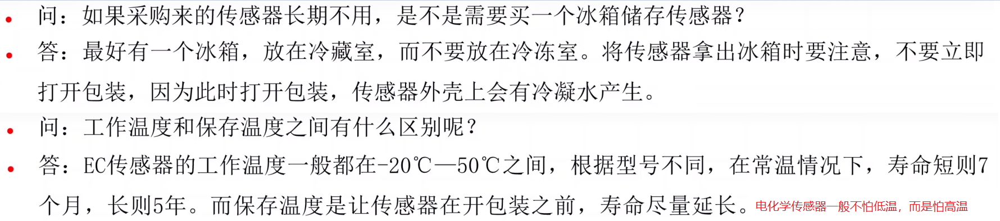 • 问：如果采购来的传感器长期不用，是不是需要买一个冰箱储存传感器？
• 答：最好有一个冰箱，放在冷藏室，而不要放在冷冻室。将传感器拿出冰箱时要注意，不要立即
打开包装，因为此时打开包装，传感器外壳上会有冷凝水产生。
• 问：工作温度和保存温度之间有什么区别呢？
• 答：EC传感器的工作温度一般都在-20℃—50℃之间，根据型号不同，在常温情况下，寿命短则7
个月，长则5年。而保存温度是让传感器在开包装之前，寿命尽量延长。电化学传感器一般不怕低温，而是怕高温